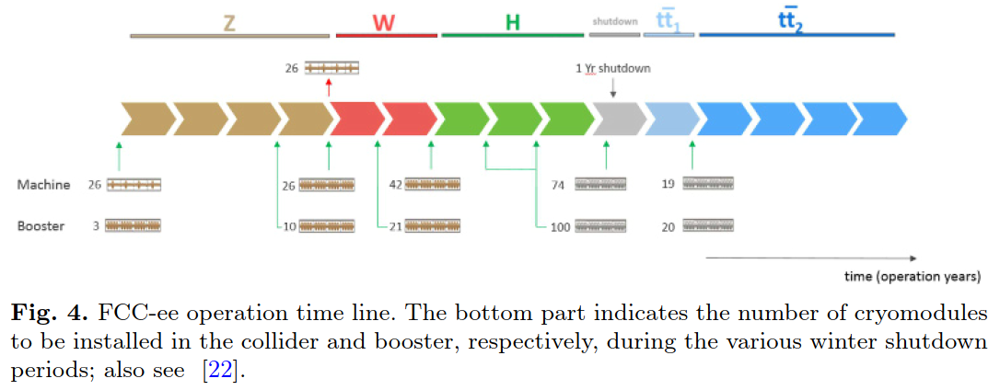 Z W H shutdown tt̅₁ tt̅₂
26 1 Yr shutdown
Machine 26 26 42 74 19
Booster 3 10 21 100 20
time (operation years)
Fig. 4. FCC-ee operation time line. The bottom part indicates the number of cryomodules
to be installed in the collider and booster, respectively, during the various winter shutdown
periods; also see [22].